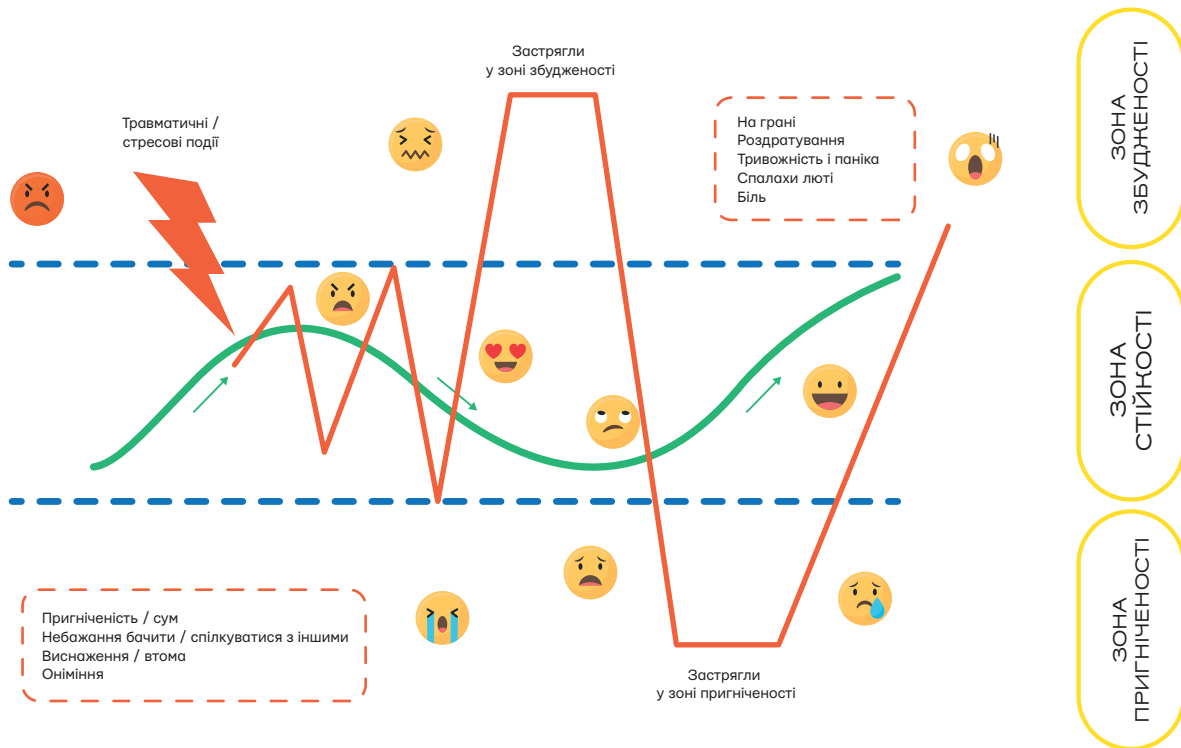 Застрягли
у зоні збудженості
Травматичні /
стресові події
На грані
Роздратування
Тривожність і паніка
Спалахи люті
Біль
ЗОНА
ЗБУДЖЕНОСТІ
ЗОНА
СТІЙКОСТІ
Пригніченість / сум
Небажання бачити / спілкуватися з іншими
Виснаження / втома
Оніміння
Застрягли
у зоні пригніченості
ЗОНА
ПРИГНІЧЕНОСТІ